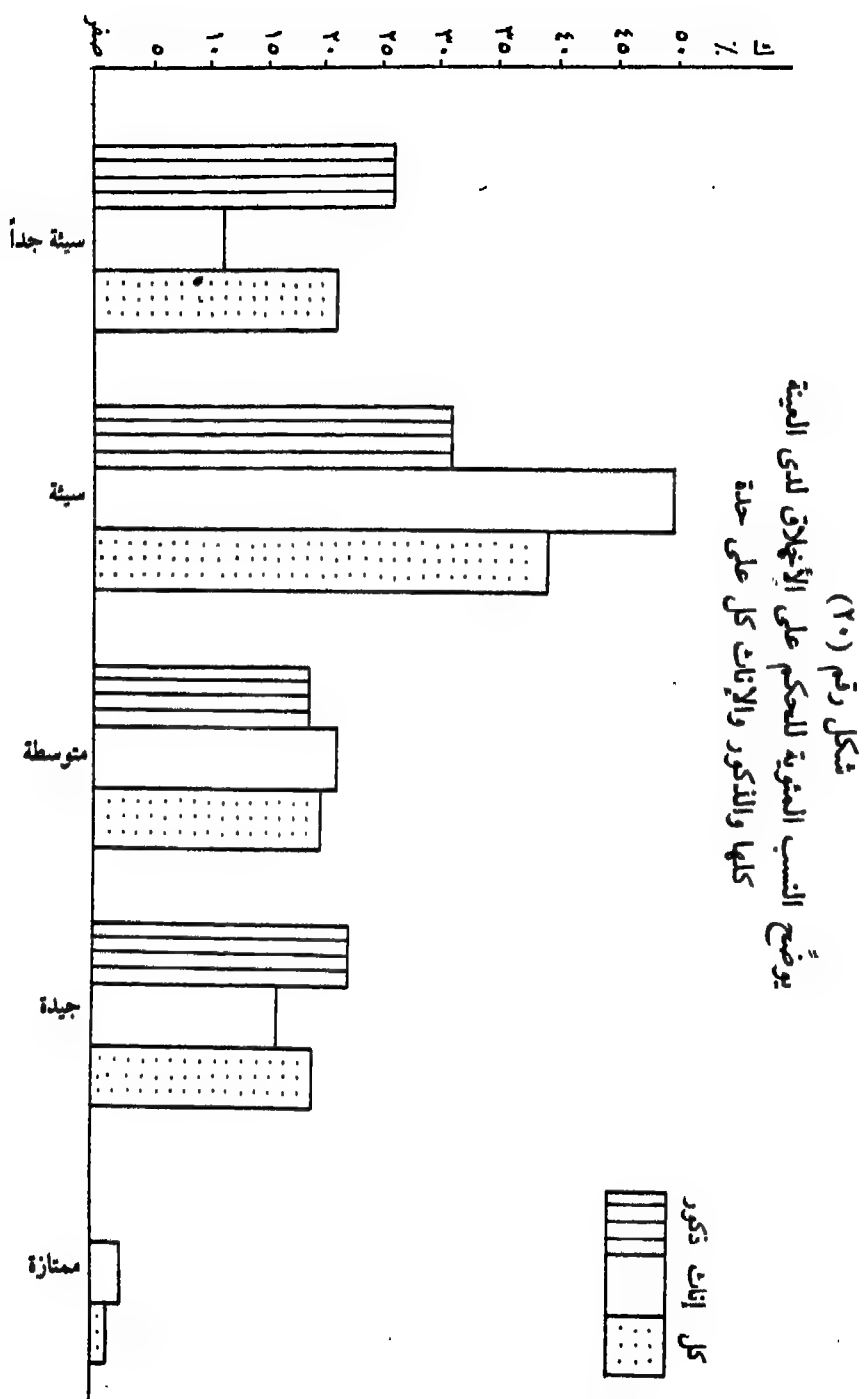 شكل رقم (٢٠)
يوضَّح النسب المئوية للحكم على الأخلاق لدى العينة
كلها والذكور والإناث كل على حدة
ذكور
إناث
كل
ك
٪
٥٠
٤٥
٤٠
٣٥
٣٠
٢٥
٢٠
١٥
١٠
٥
صفر
سيئة جداً
سيئة
متوسطة
جيدة
ممتازة